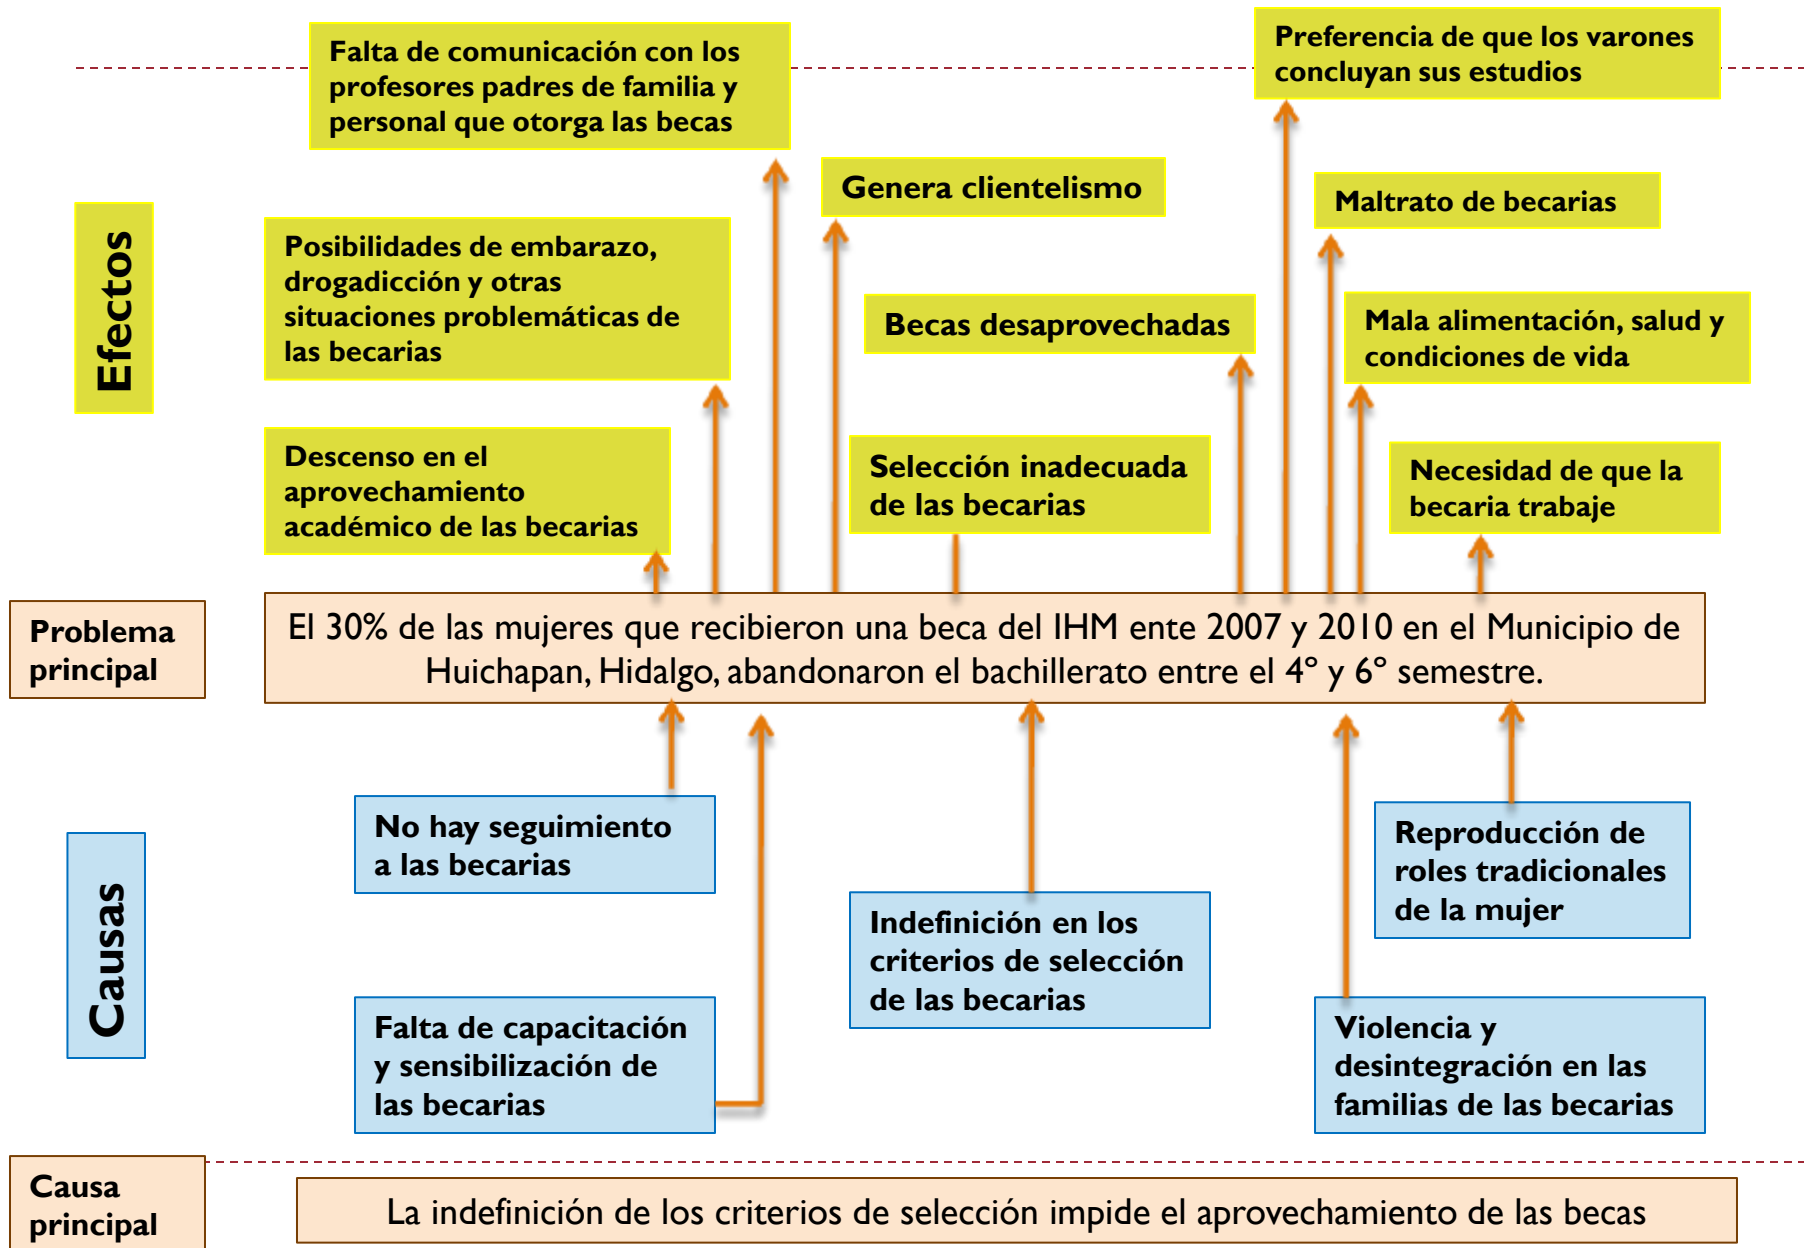 Falta de comunicación con los
profesores padres de familia y
personal que otorga las becas
Preferencia de que los varones
concluyan sus estudios
Genera clientelismo
Maltrato de becarias
Efectos
Posibilidades de embarazo,
drogadicción y otras
situaciones problemáticas de
las becarias
Becas desaprovechadas
Mala alimentación, salud y
condiciones de vida
Descenso en el
aprovechamiento
académico de las becarias
Selección inadecuada
de las becarias
Necesidad de que la
becaria trabaje
Problema
principal
El 30% de las mujeres que recibieron una beca del IHM ente 2007 y 2010 en el Municipio de
Huichapan, Hidalgo, abandonaron el bachillerato entre el 4º y 6º semestre.
Causas
No hay seguimiento
a las becarias
Reproducción de
roles tradicionales
de la mujer
Indefinición en los
criterios de selección
de las becarias
Falta de capacitación
y sensibilización de
las becarias
Violencia y
desintegración en las
familias de las becarias
Causa
principal
La indefinición de los criterios de selección impide el aprovechamiento de las becas